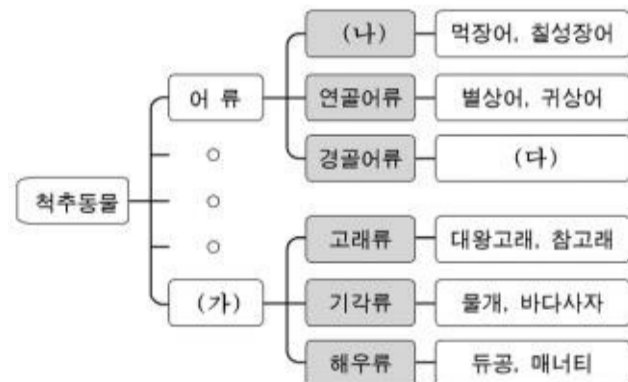 (나)
먹장어, 칠성장어
어 류
연골어류
별상어, 귀상어
경골어류
(다)
척추동물
고래류
대왕고래, 참고래
(가)
기각류
물개, 바다사자
해우류
듀공, 매너티